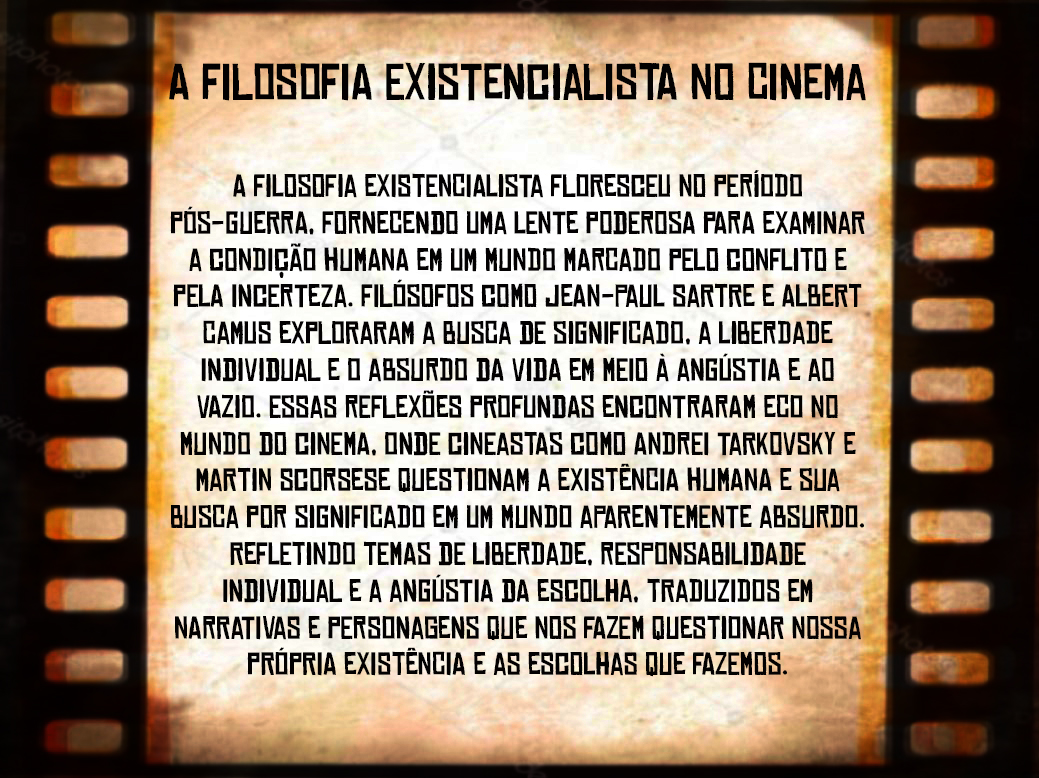 A FILOSOFIA EXISTENCIALISTA NO CINEMA
A FILOSOFIA EXISTENCIALISTA FLORESCEU NO PERÍODO
PÓS-GUERRA, FORNECENDO UMA LENTE PODEROSA PARA EXAMINAR
A CONDIÇÃO HUMANA EM UM MUNDO MARCADO PELO CONFLITO E
PELA INCERTEZA. FILÓSOFOS COMO JEAN-PAUL SARTRE E ALBERT
CAMUS EXPLORARAM A BUSCA DE SIGNIFICADO, A LIBERDADE
INDIVIDUAL E O ABSURDO DA VIDA EM MEIO À ANGÚSTIA E AO
VAZIO. ESSAS REFLEXÕES PROFUNDAS ENCONTRARAM ECO NO
MUNDO DO CINEMA, ONDE CINEASTAS COMO ANDREI TARKOVSKY E
MARTIN SCORSESE QUESTIONAM A EXISTÊNCIA HUMANA E SUA
BUSCA POR SIGNIFICADO EM UM MUNDO APARENTEMENTE ABSURDO.
REFLETINDO TEMAS DE LIBERDADE, RESPONSABILIDADE
INDIVIDUAL E A ANGÚSTIA DA ESCOLHA, TRADUZIDOS EM
NARRATIVAS E PERSONAGENS QUE NOS FAZEM QUESTIONAR NOSSA
PRÓPRIA EXISTÊNCIA E AS ESCOLHAS QUE FAZEMOS.